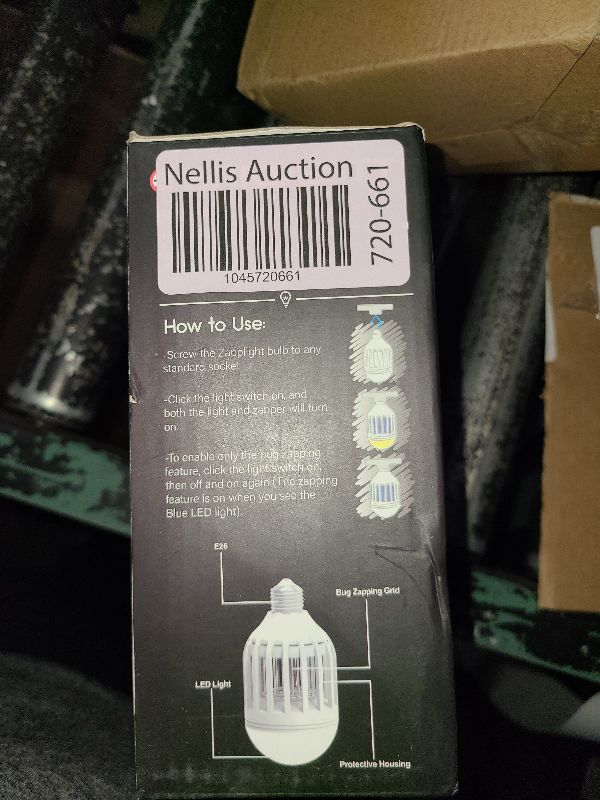 Nellis Auction
720-661
1045720661
How to Use:
-Screw the Zapplight bulb to any
standard socket
-Click the light switch on, and
both the light and zapper will turn
on.
-To enable only the bug zapping
feature, click the light switch on,
then off and on again (The zapping
feature is on when you see the
Blue LED light).
E26
Bug Zapping Grid
LED Light
Protective Housing